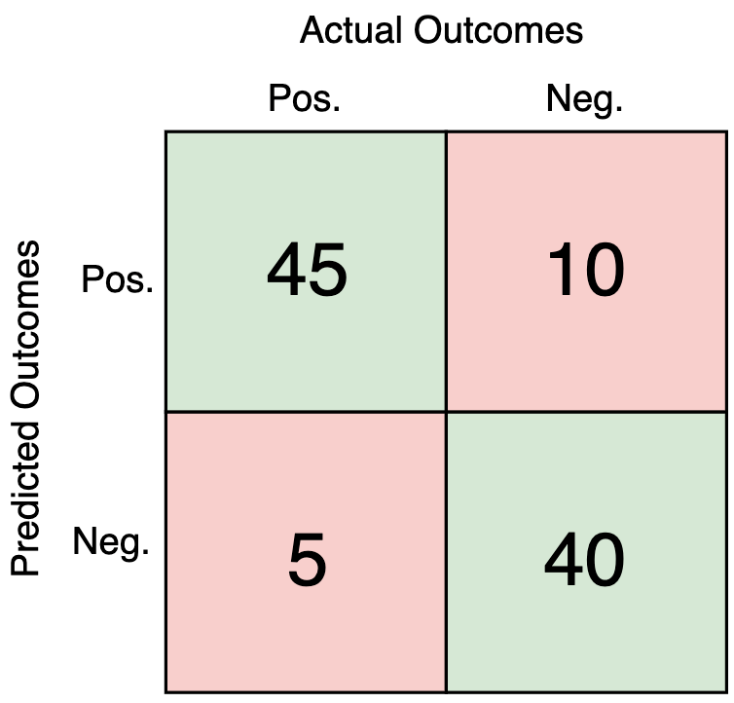 Actual Outcomes
Pos. Neg.
Predicted Outcomes
Pos. 45 10
Neg. 5 40